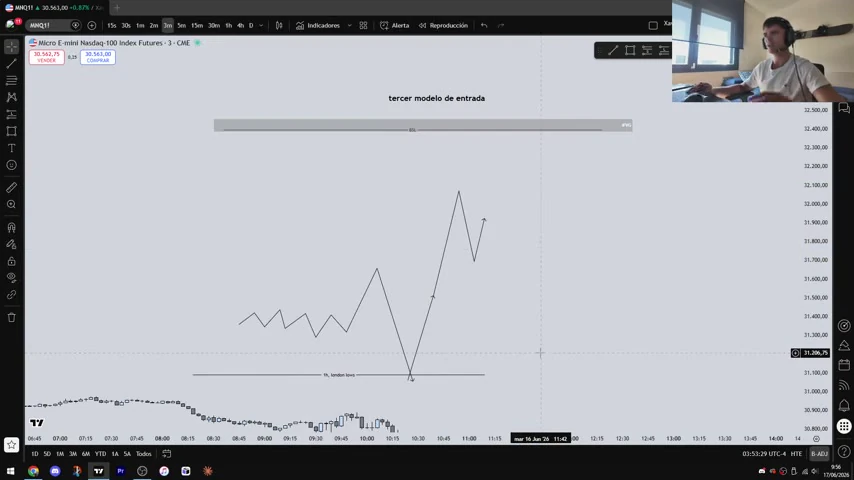 MNQ1! ▲ 30.563,00 ▲ +0,87%
MNQ1!
15s 30s 1m 2m 3m 5m 15m 30m 1h 4h D
Indicadores
Alerta
Reproducción
Micro E-mini Nasdaq-100 Index Futures · 3 · CME
30.562,75
VENDER
0,25
30.563,00
COMPRAR
tercer modelo de entrada
1h, london lows
32.500,00
32.400,00
32.300,00
32.200,00
32.100,00
32.000,00
31.900,00
31.800,00
31.700,00
31.600,00
31.500,00
31.400,00
31.300,00
31.206,75
31.100,00
31.000,00
30.900,00
30.800,00
06:45 07:00 07:15 07:30 07:45 08:00 08:15 08:30 08:45 09:00 09:15 09:30 09:45 10:00 10:15 10:30 10:45 11:00 11:15 mar 16 Jun '26 11:42 12:00 12:15 12:30 12:45 13:00 13:15 13:30 13:45 14
1D 5D 1M 3M 6M YTD 1A 5A Todos
03:53:29 UTC-4 HTE B-ADJ
9:56
17/06/2026